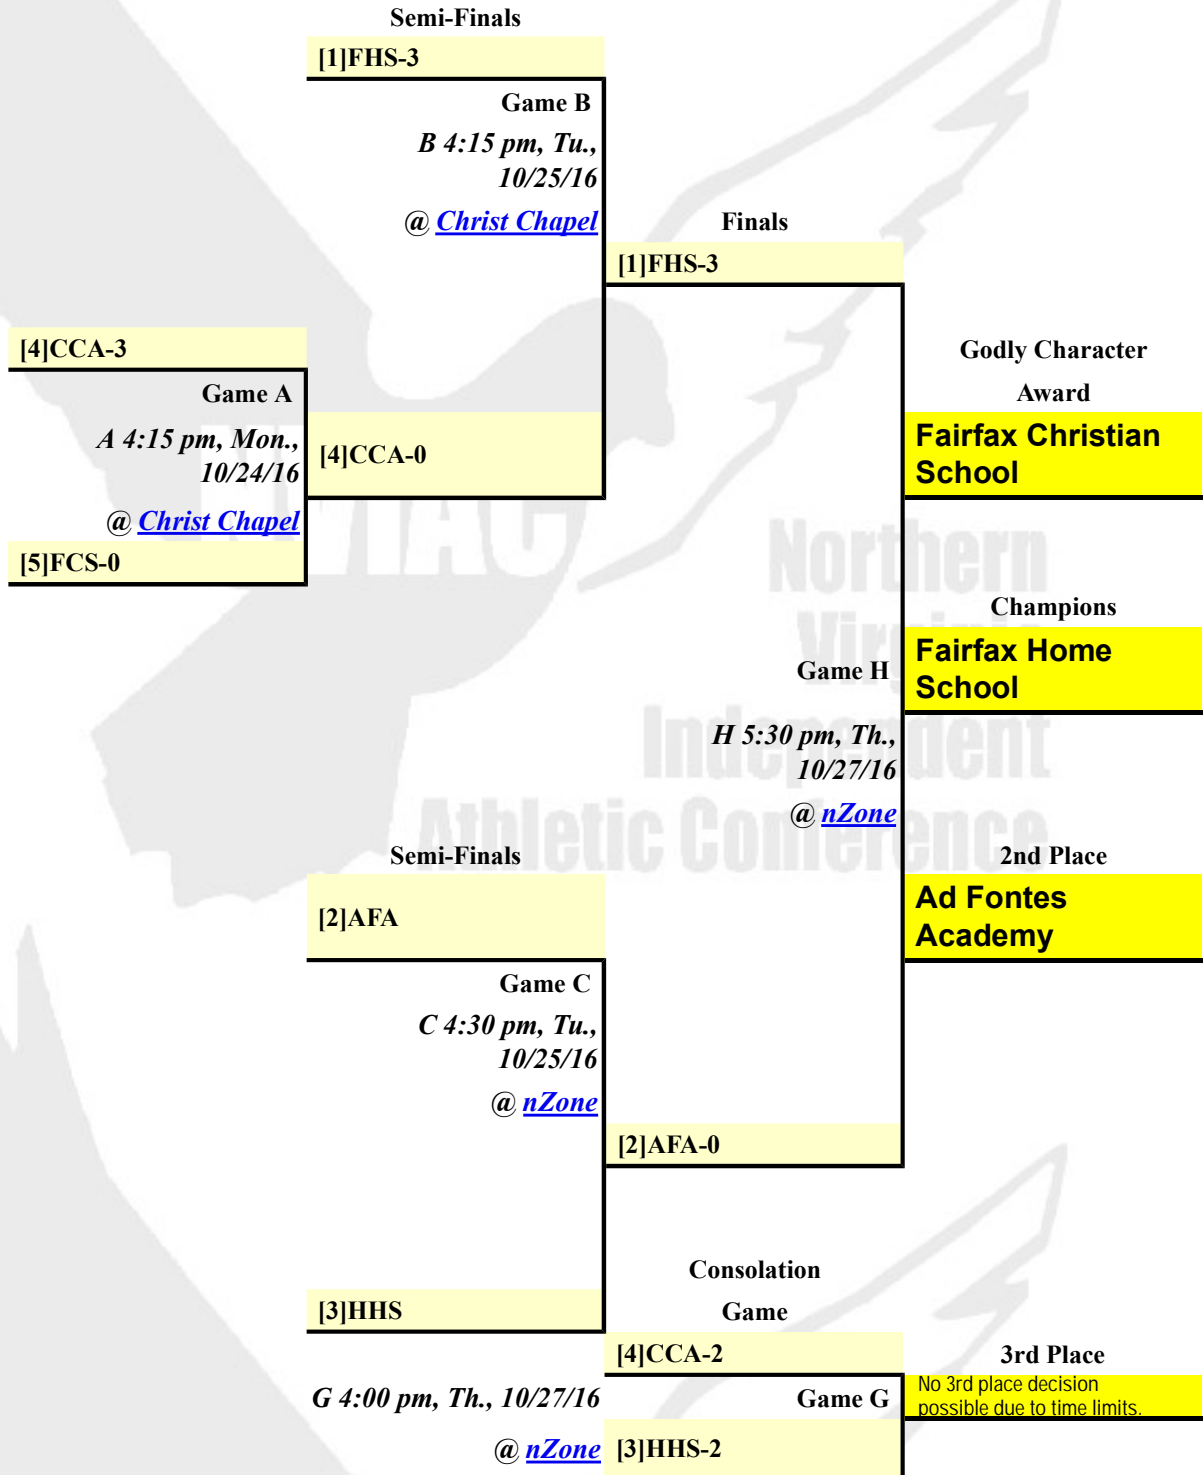 Semi-Finals
[1]FHS-3
Game B
B 4:15 pm, Tu.,
10/25/16
@ Christ Chapel
Finals
[1]FHS-3
[4]CCA-3
Game A
A 4:15 pm, Mon.,
10/24/16
@ Christ Chapel
[5]FCS-0
[4]CCA-0
Godly Character
Award
Fairfax Christian
School
Champions
Fairfax Home
School
Game H
H 5:30 pm, Th.,
10/27/16
@ nZone
2nd Place
Ad Fontes
Academy
Semi-Finals
[2]AFA
Game C
C 4:30 pm, Tu.,
10/25/16
@ nZone
[2]AFA-0
[3]HHS
Consolation
Game
[4]CCA-2
G 4:00 pm, Th., 10/27/16
@ nZone
Game G
[3]HHS-2
3rd Place
No 3rd place decision
possible due to time limits.
Northern
Virginia
Independent
Athletic Conference